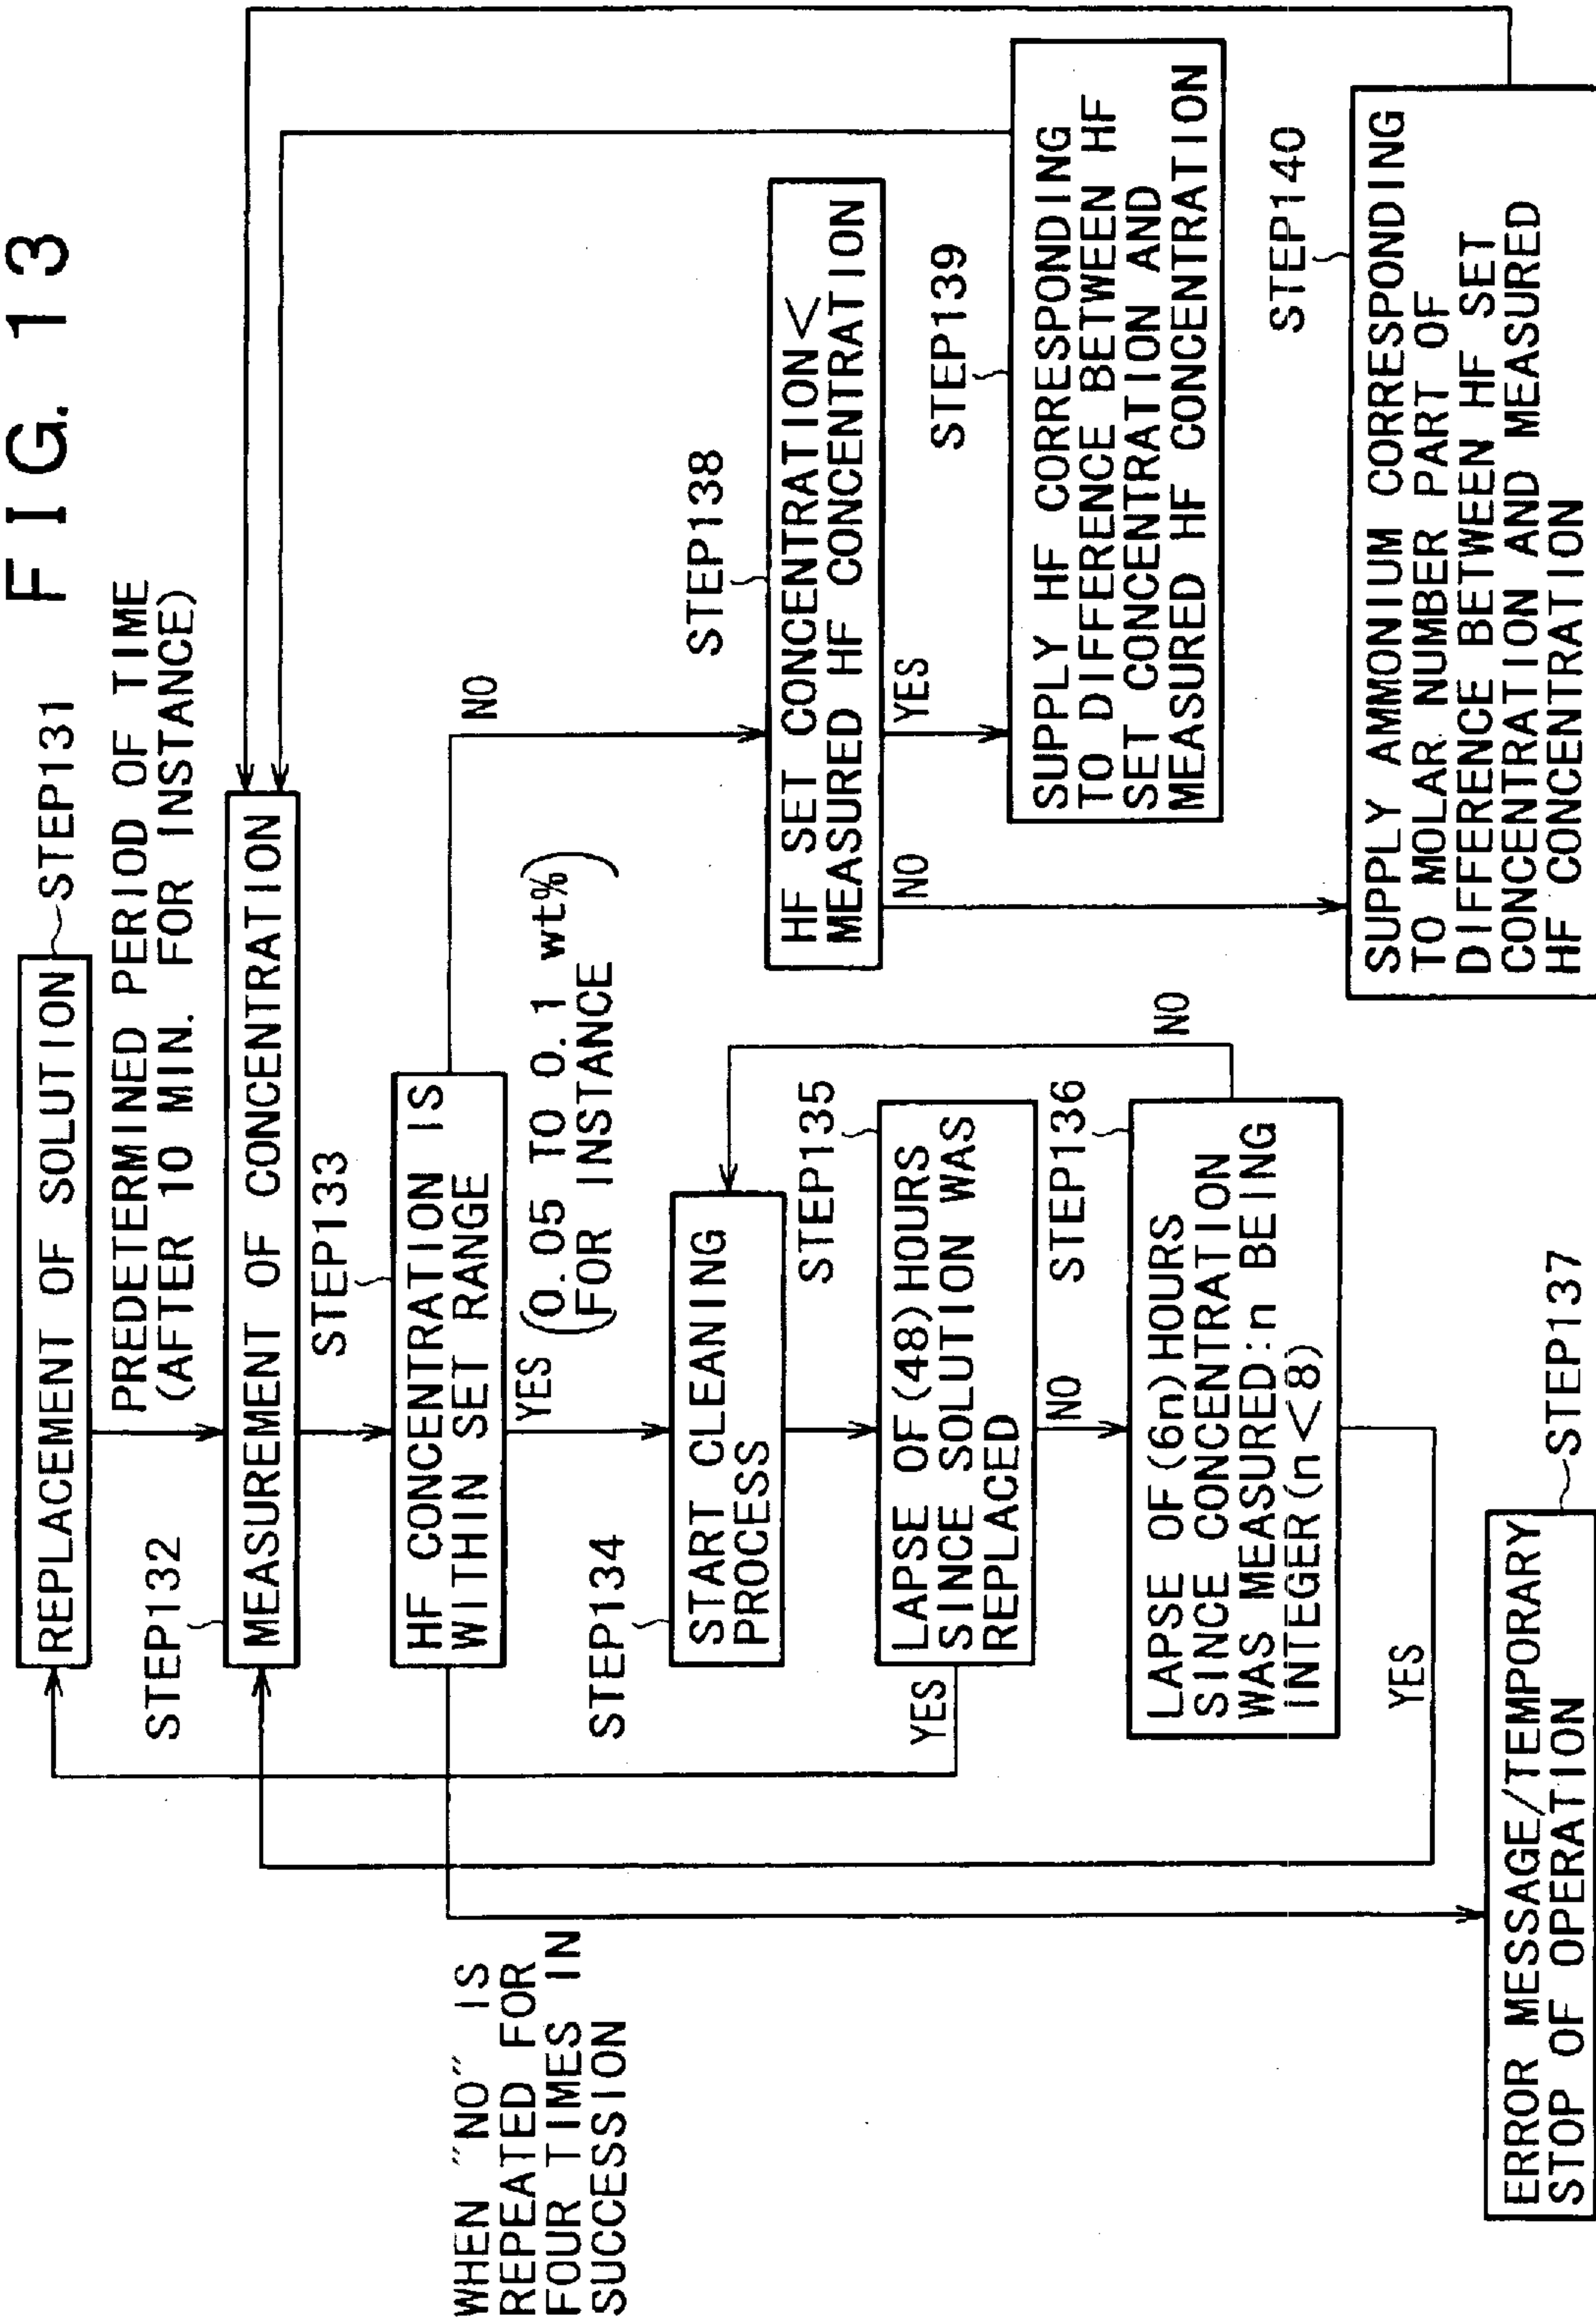 FIG. 13
REPLACEMENT OF SOLUTION
STEP131
PREDETERMINED PERIOD OF TIME
(AFTER 10 MIN. FOR INSTANCE)
STEP132
MEASUREMENT OF CONCENTRATION
STEP133
HF CONCENTRATION IS
WITHIN SET RANGE
NO
YES
(0.05 TO 0.1 wt%)
FOR INSTANCE
WHEN "NO" IS
REPEATED FOR
FOUR TIMES IN
SUCCESSION
STEP134
START CLEANING
PROCESS
STEP135
LAPSE OF (48) HOURS
SINCE SOLUTION WAS
REPLACED
YES
NO
STEP136
LAPSE OF (6n) HOURS
SINCE CONCENTRATION
WAS MEASURED:n BEING
INTEGER (n<8)
NO
YES
ERROR MESSAGE/TEMPORARY
STOP OF OPERATION
STEP137
STEP138
HF SET CONCENTRATION<
MEASURED HF CONCENTRATION
NO
YES
STEP139
SUPPLY HF CORRESPONDING
TO DIFFERENCE BETWEEN HF
SET CONCENTRATION AND
MEASURED HF CONCENTRATION
STEP140
SUPPLY AMMONIUM CORRESPONDING
TO MOLAR NUMBER PART OF
DIFFERENCE BETWEEN HF SET
CONCENTRATION AND MEASURED
HF CONCENTRATION